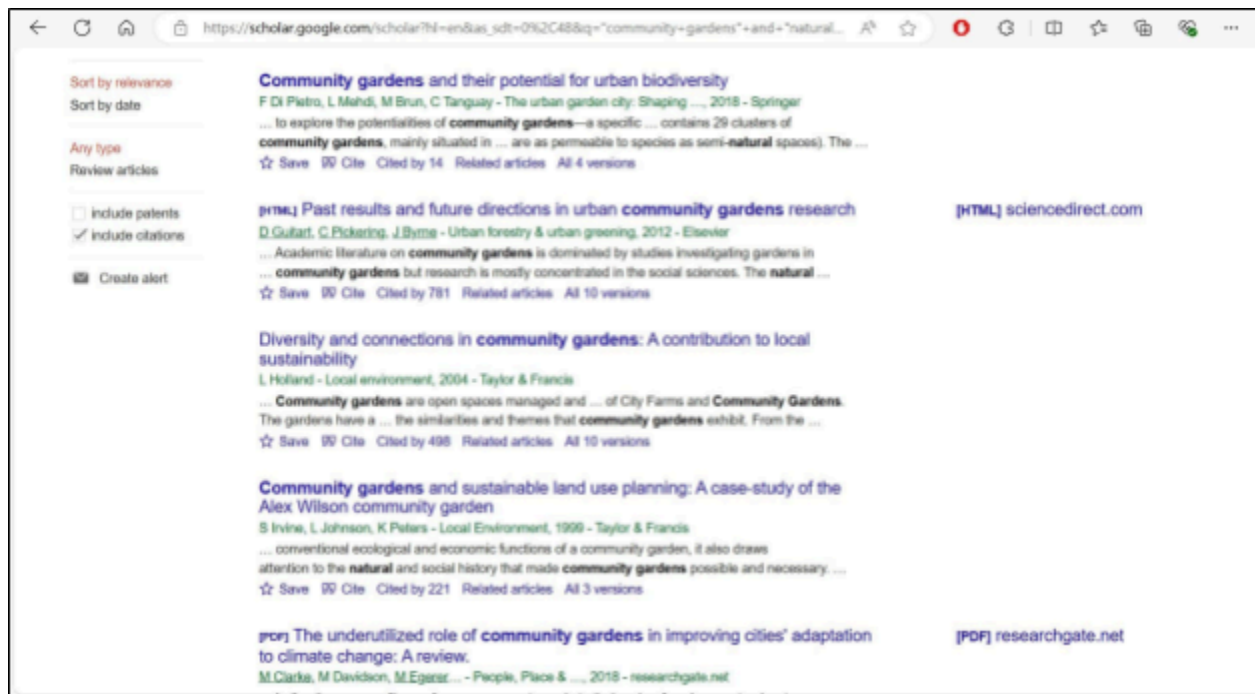 https://scholar.google.com/scholar?hl=en&as_sdt=0%2C48&q="community+gardens"+and+"natural...
Sort by relevance
Sort by date
Any type
Review articles
include patents
include citations
Create alert
Community gardens and their potential for urban biodiversity
F Di Pietro, L Mehdi, M Brun, C Tanguay - The urban garden city: Shaping ..., 2018 - Springer
... to explore the potentialities of community gardens—a specific ... contains 29 clusters of
community gardens, mainly situated in ... are as permeable to species as semi-natural spaces). The ...
Save Cite Cited by 14 Related articles All 4 versions
[HTML] Past results and future directions in urban community gardens research
[HTML] sciencedirect.com
D Guitart, C Pickering, J Byrne - Urban forestry & urban greening, 2012 - Elsevier
... Academic literature on community gardens is dominated by studies investigating gardens in
... community gardens but research is mostly concentrated in the social sciences. The natural ...
Save Cite Cited by 781 Related articles All 10 versions
Diversity and connections in community gardens: A contribution to local
sustainability
L Holland - Local environment, 2004 - Taylor & Francis
... Community gardens are open spaces managed and ... of City Farms and Community Gardens.
The gardens have a ... the similarities and themes that community gardens exhibit. From the ...
Save Cite Cited by 498 Related articles All 10 versions
Community gardens and sustainable land use planning: A case-study of the
Alex Wilson community garden
S Irvine, L Johnson, K Peters - Local Environment, 1999 - Taylor & Francis
... conventional ecological and economic functions of a community garden, it also draws
attention to the natural and social history that made community gardens possible and necessary. ...
Save Cite Cited by 221 Related articles All 3 versions
[PDF] The underutilized role of community gardens in improving cities' adaptation
to climate change: A review.
[PDF] researchgate.net
M Clarke, M Davidson, M Egerer... - People, Place & ..., 2018 - researchgate.net